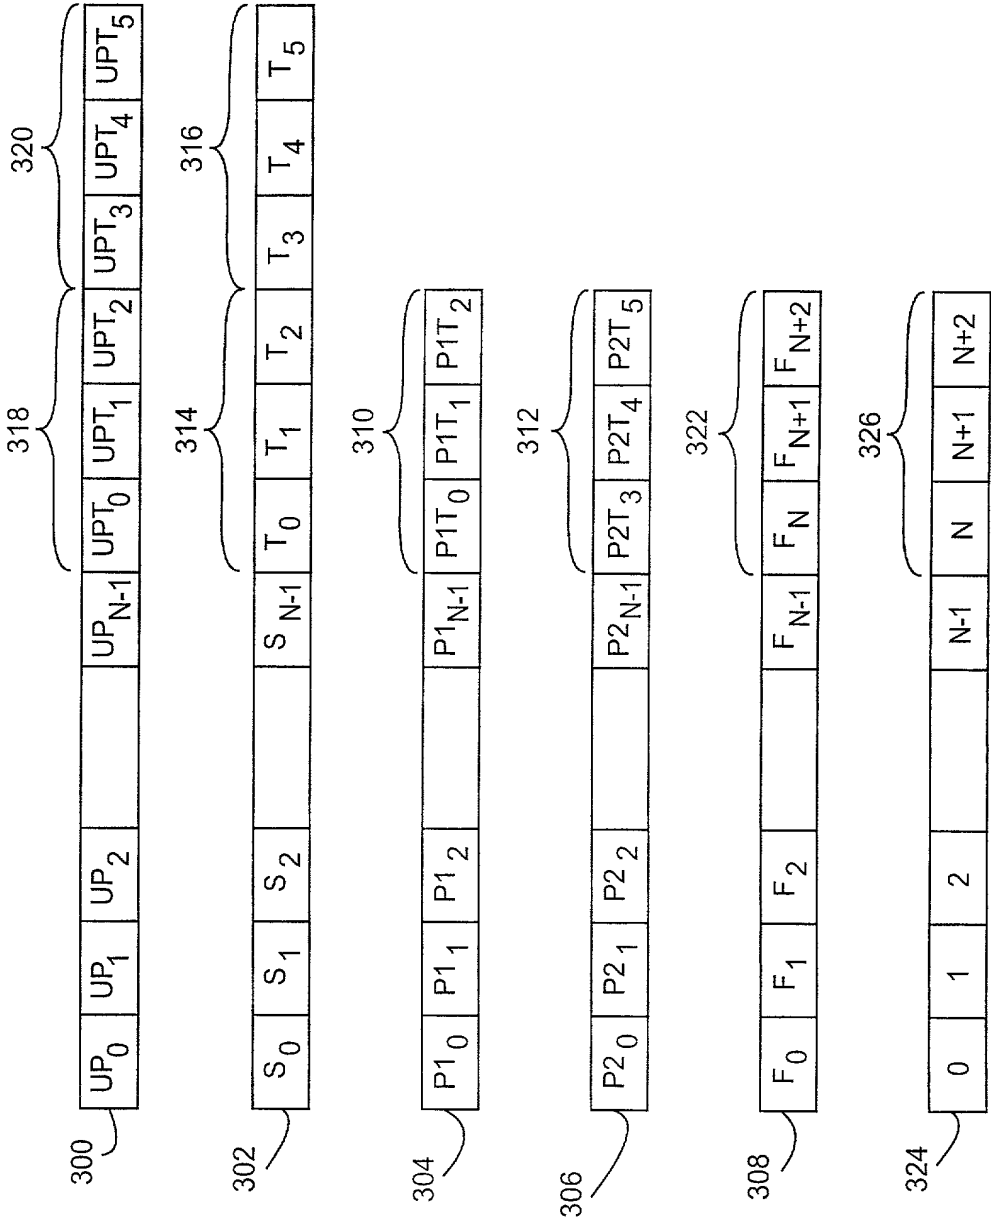 318 320
300 UP0 UP1 UP2 UPN-1 UPT0 UPT1 UPT2 UPT3 UPT4 UPT5
314 316
302 S0 S1 S2 SN-1 T0 T1 T2 T3 T4 T5
310
304 P10 P11 P12 P1N-1 P1T0 P1T1 P1T2
312
306 P20 P21 P22 P2N-1 P2T3 P2T4 P2T5
322
308 F0 F1 F2 FN-1 FN FN+1 FN+2
326
324 0 1 2 N-1 N N+1 N+2